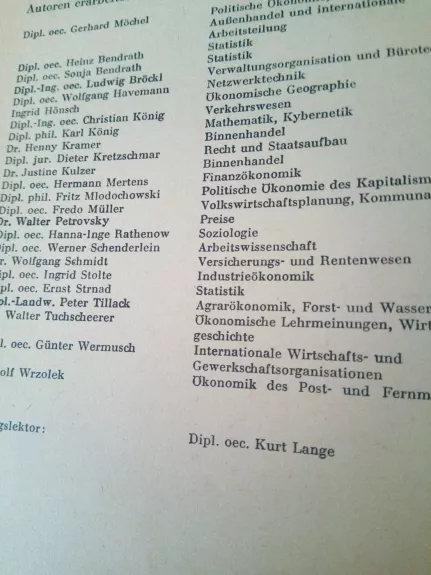 Autoren erarbei
Politische Ökonom
Dipl. oec. Gerhard Möchel
Außenhandel und internationale
Arbeitsteilung
Statistik
Dipl. oec. Heinz Bendrath
Statistik
Dipl. oec. Sonja Bendrath
Verwaltungsorganisation und Bürotec
Dipl.-Ing. oec. Ludwig Bröckl
Netzwerktechnik
Dipl. oec. Wolfgang Havemann
Ökonomische Geographie
Ingrid Hönsch
Verkehrswesen
Dipl.-Ing. oec. Christian König
Mathematik, Kybernetik
Dipl. phil. Karl König
Binnenhandel
Dr. Henny Kramer
Recht und Staatsaufbau
Dipl. jur. Dieter Kretzschmar
Binnenhandel
Dr. Justine Kulzer
Finanzökonomik
Dipl. oec. Hermann Mertens
Politische Ökonomie des Kapitalism
Dipl. phil. Fritz Mlodochowski
Volkswirtschaftsplanung, Kommuna
Dipl. oec. Fredo Müller
Preise
Dr. Walter Petrovsky
Soziologie
Dipl. oec. Hanna-Inge Rathenow
Arbeitswissenschaft
Dipl. oec. Werner Schenderlein
Versicherungs- und Rentenwesen
Dr. Wolfgang Schmidt
Industrieökonomik
ipl. oec. Ingrid Stolte
Statistik
pl. oec. Ernst Strnad
Agrarökonomik, Forst- und Wasser
pl.-Landw. Peter Tillack
Ökonomische Lehrmeinungen, Wirt
Walter Tuchscheerer
geschichte
l. oec. Günter Wermusch
Internationale Wirtschafts- und
Gewerkschaftsorganisationen
olf Wrzolek
Ökonomik des Post- und Fernm
gslektor:
Dipl. oec. Kurt Lange